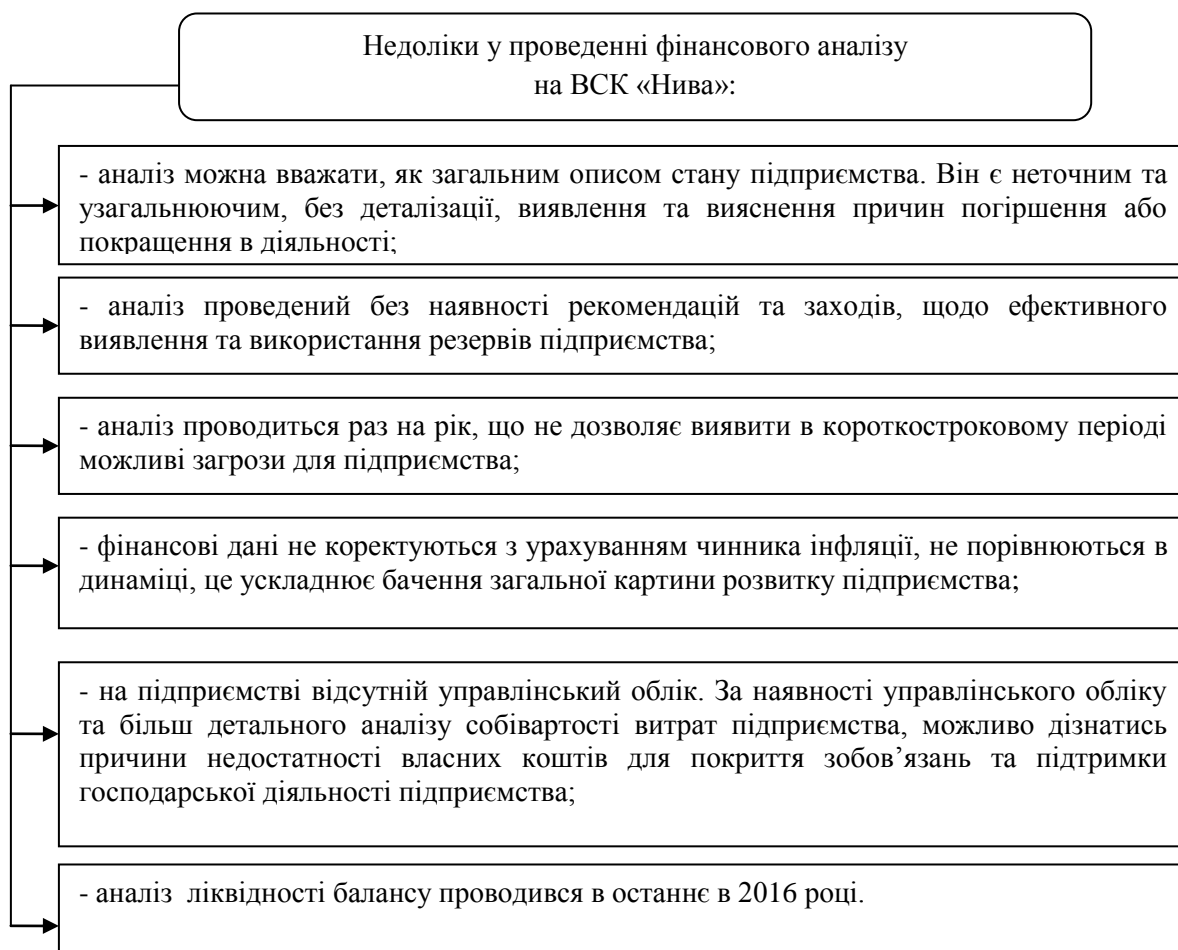 Недоліки у проведенні фінансового аналізу
на ВСК «Нива»:
- аналіз можна вважати, як загальним описом стану підприємства. Він є неточним та
узагальнюючим, без деталізації, виявлення та вияснення причин погіршення або
покращення в діяльності;
- аналіз проведений без наявності рекомендацій та заходів, щодо ефективного
виявлення та використання резервів підприємства;
- аналіз проводиться раз на рік, що не дозволяє виявити в короткостроковому періоді
можливі загрози для підприємства;
- фінансові дані не коректуються з урахуванням чинника інфляції, не порівнюються в
динаміці, це ускладнює бачення загальної картини розвитку підприємства;
- на підприємстві відсутній управлінський облік. За наявності управлінського обліку
та більш детального аналізу собівартості витрат підприємства, можливо дізнатись
причини недостатності власних коштів для покриття зобов’язань та підтримки
господарської діяльності підприємства;
- аналіз ліквідності балансу проводився в останнє в 2016 році.